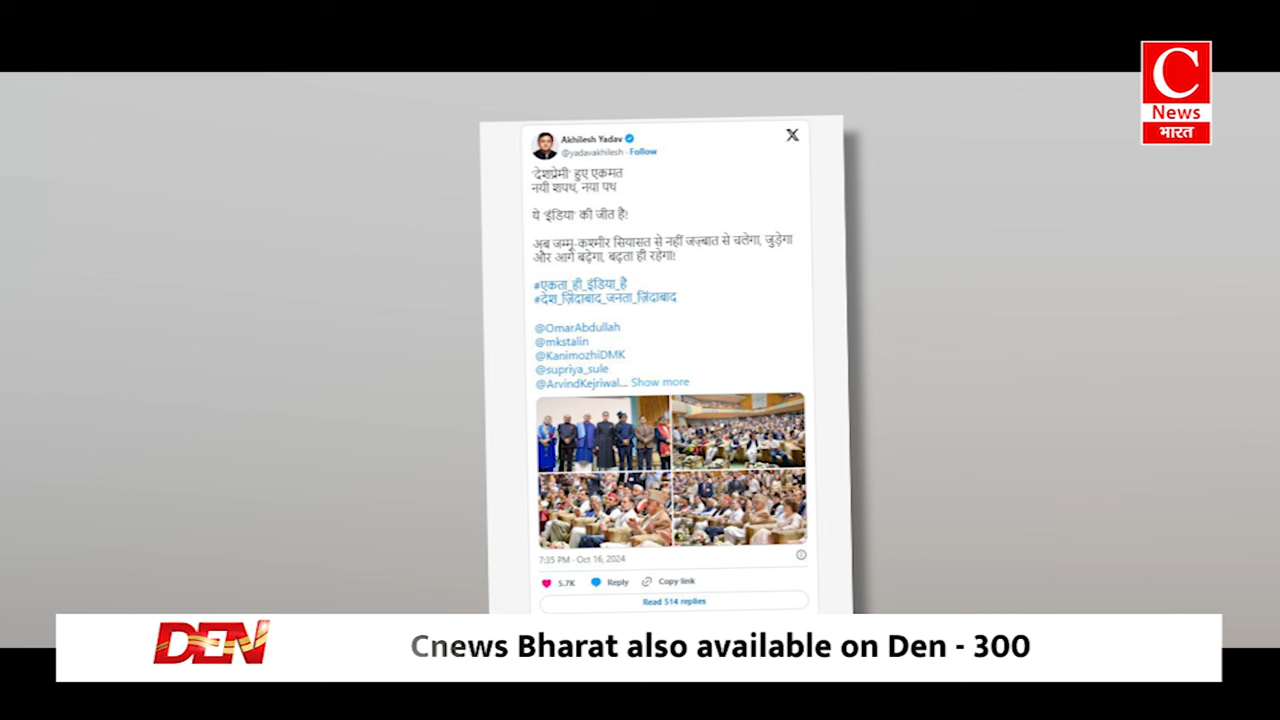 C
News
भारत
Akhilesh Yadav
X
@yadavakhilesh · Follow
'देशप्रेमी' हुए एकमत
नयी शपथ, नया पथ
ये 'इंडिया' की जीत है!
अब जम्मू-कश्मीर सियासत से नहीं जज़्बात से चलेगा, जुड़ेगा
और आगे बढ़ेगा, बढ़ता ही रहेगा!
#एकता_ही_इंडिया_है
#देश_ज़िंदाबाद_जनता_ज़िंदाबाद
@OmarAbdullah
@mkstalin
@KanimozhiDMK
@supriya_sule
@ArvindKejriwal... Show more
7:35 PM · Oct 16, 2024
5.7K Reply Copy link
Read 514 replies
DEN
Cnews Bharat also available on Den - 300